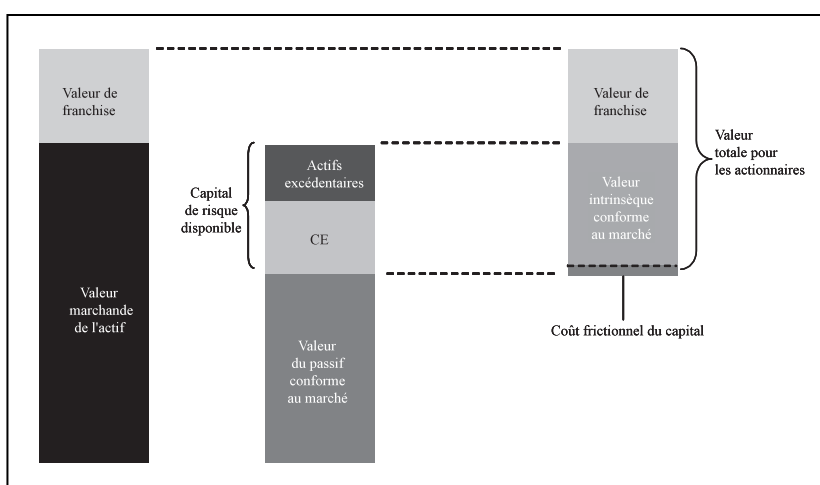 Valeur de
franchise
Valeur
marchande
de l'actif
Capital
de risque
disponible
Actifs
excédentaires
CE
Valeur
du passif
conforme
au marché
Valeur de
franchise
Valeur
intrinsèque
conforme
au marché
Valeur
totale pour
les actionnaires
Coût frictionnel du capital